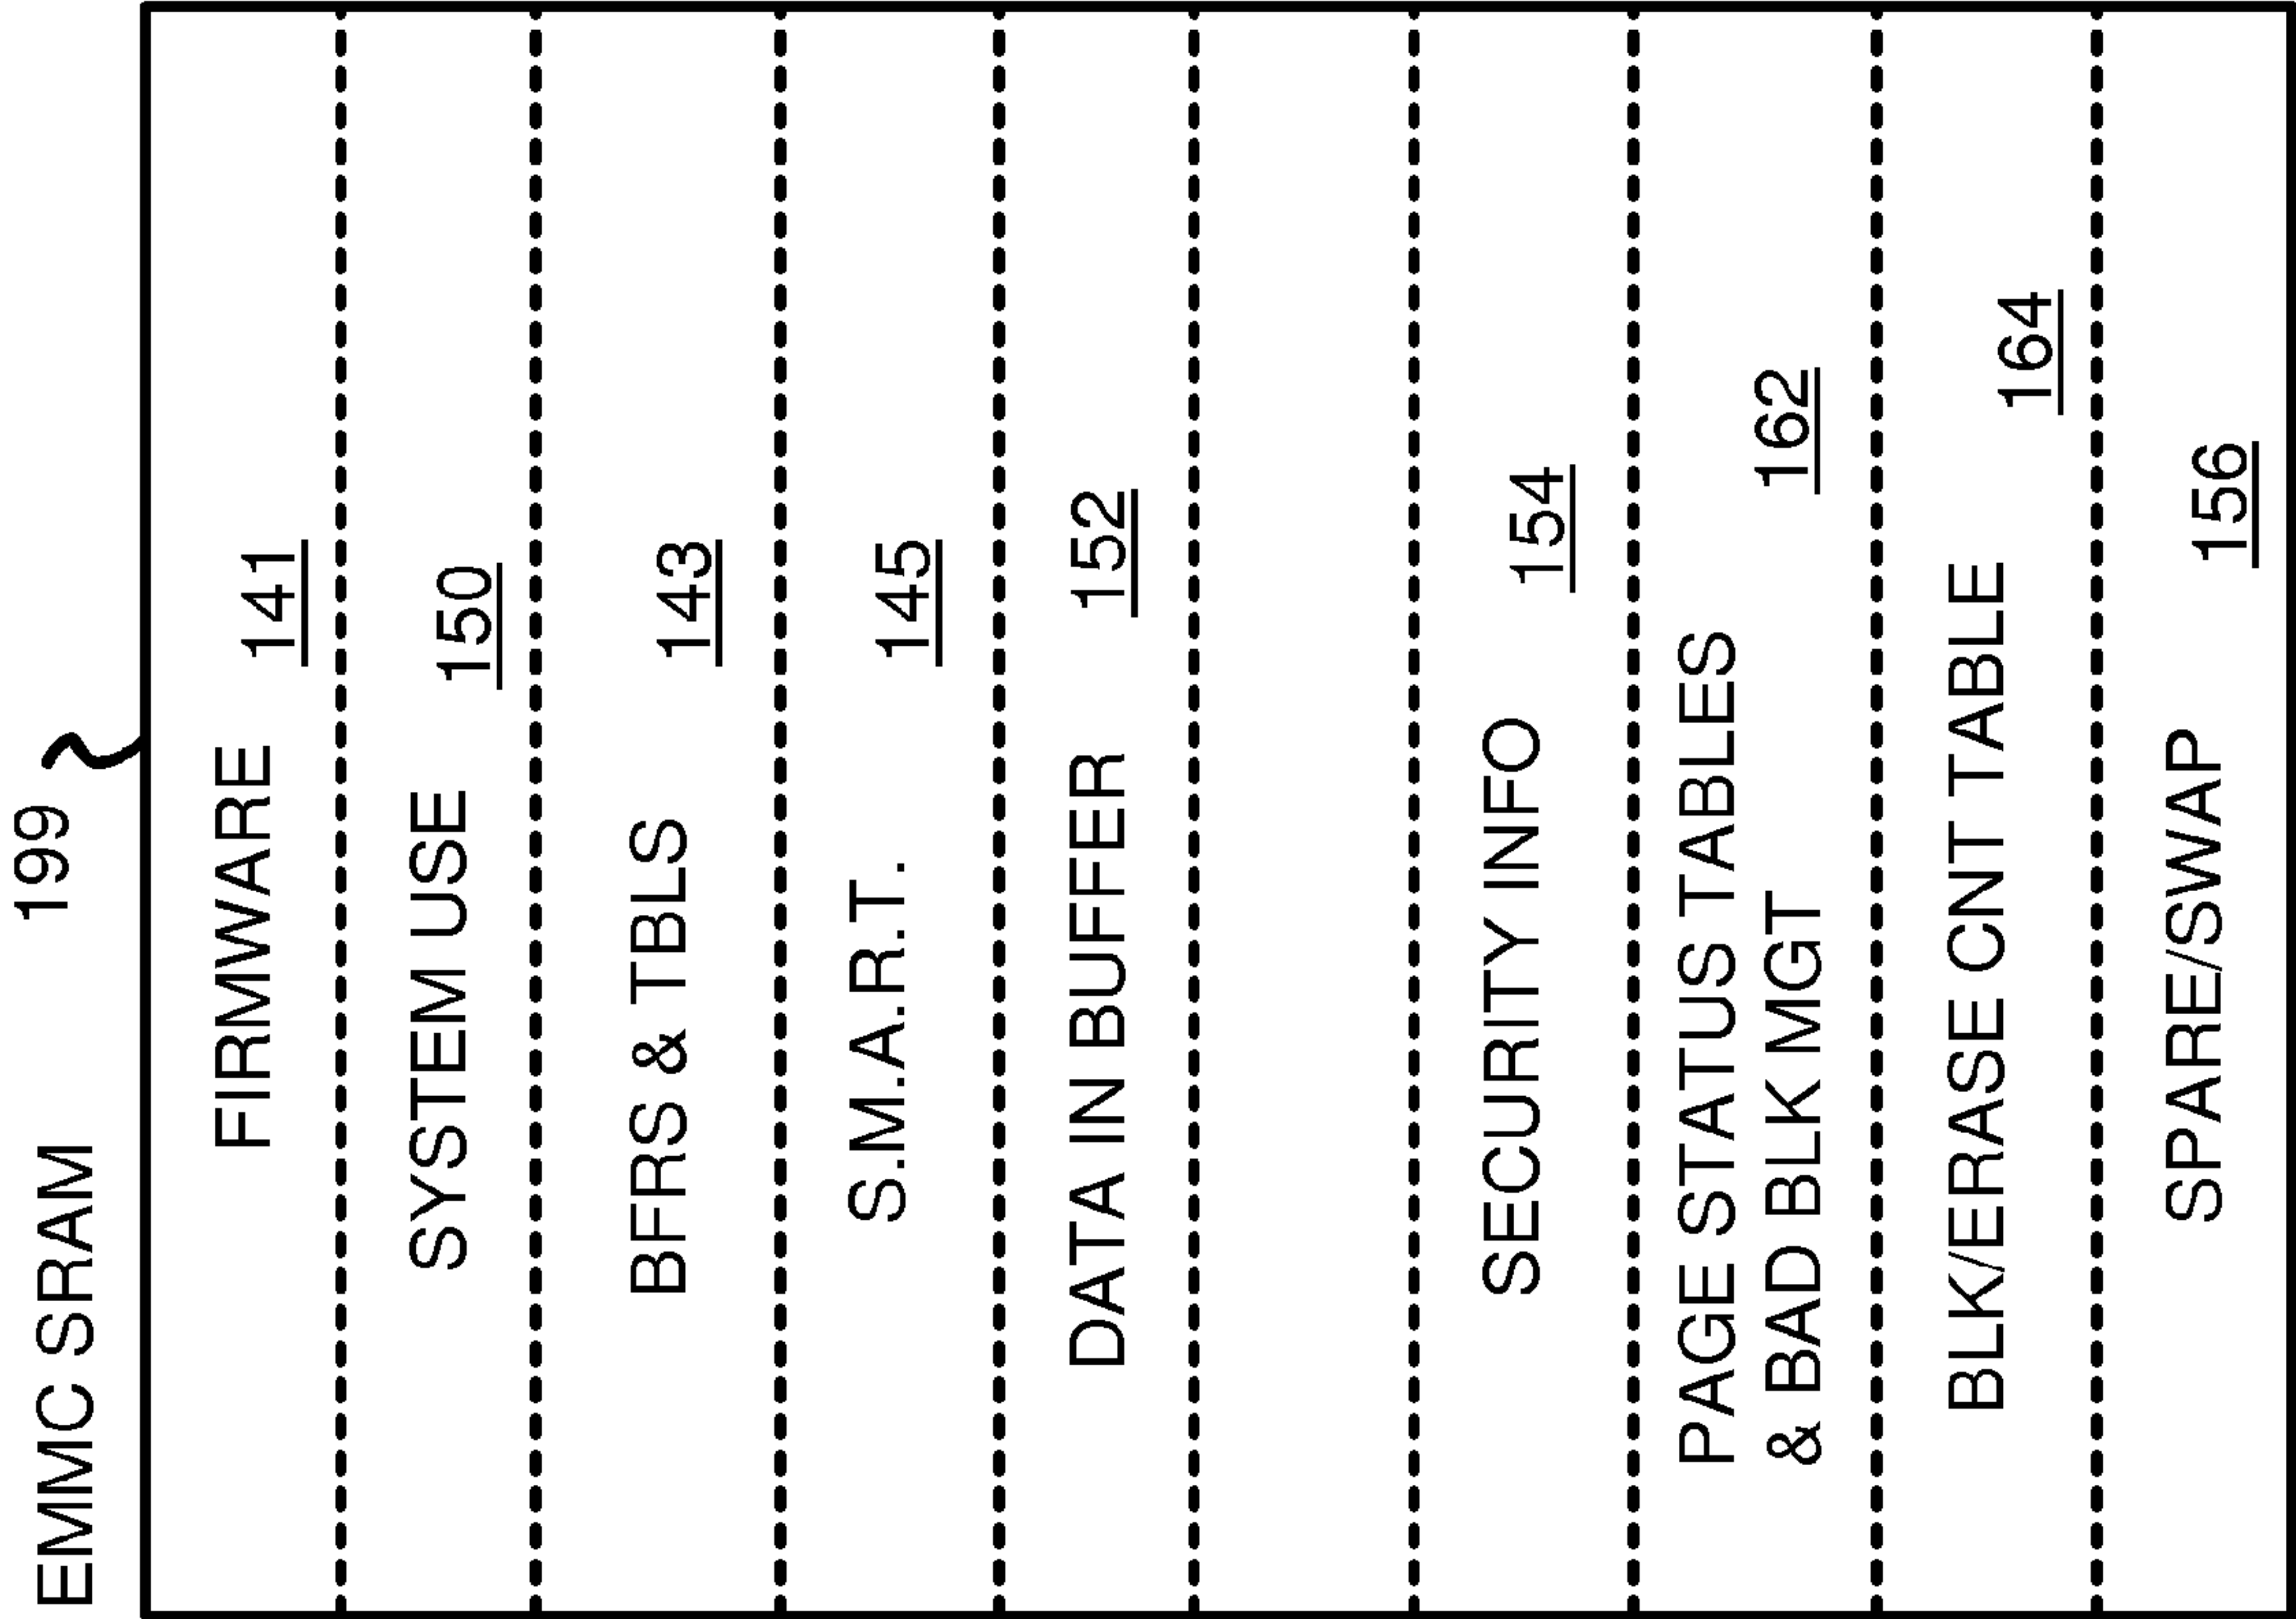 EMMC SRAM 199
FIRMWARE 141
SYSTEM USE 150
BFRS & TBLS 143
S.M.A.R.T. 145
DATA IN BUFFER 152
SECURITY INFO 154
PAGE STATUS TABLES
& BAD BLK MGT 162
BLK/ERASE CNT TABLE
164
SPARE/SWAP 156